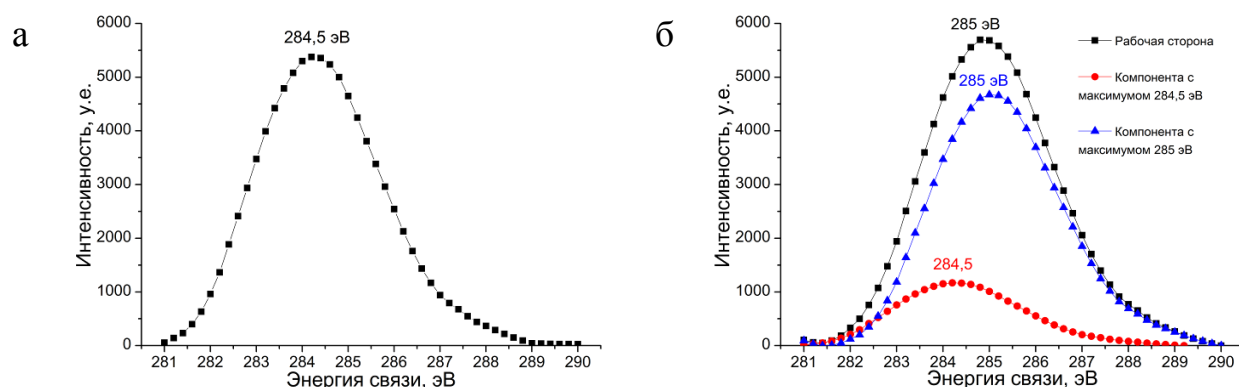 а
284,5 эВ
Интенсивность, у.е.
6000
5000
4000
3000
2000
1000
0
281 282 283 284 285 286 287 288 289 290
Энергия связи, эВ
б
285 эВ
285 эВ
284,5
Рабочая сторона
Компонента с
максимумом 284,5 эВ
Компонента с
максимумом 285 эВ
Интенсивность, у.е.
6000
5000
4000
3000
2000
1000
0
281 282 283 284 285 286 287 288 289 290
Энергия связи, эВ